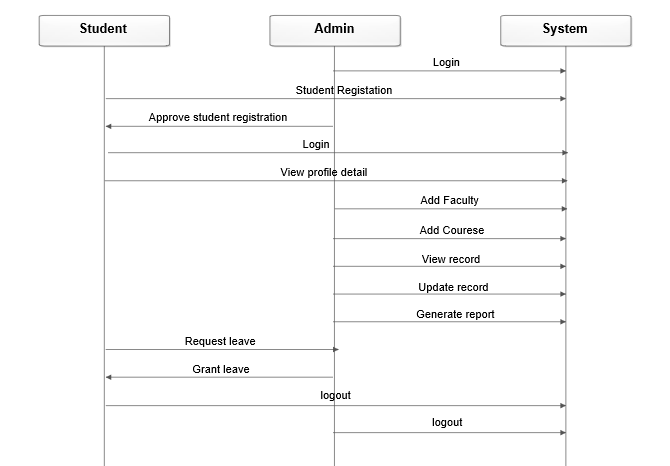 Student
Admin
System
Login
Student Registation
Approve student registration
Login
View profile detail
Add Faculty
Add Courese
View record
Update record
Generate report
Request leave
Grant leave
logout
logout